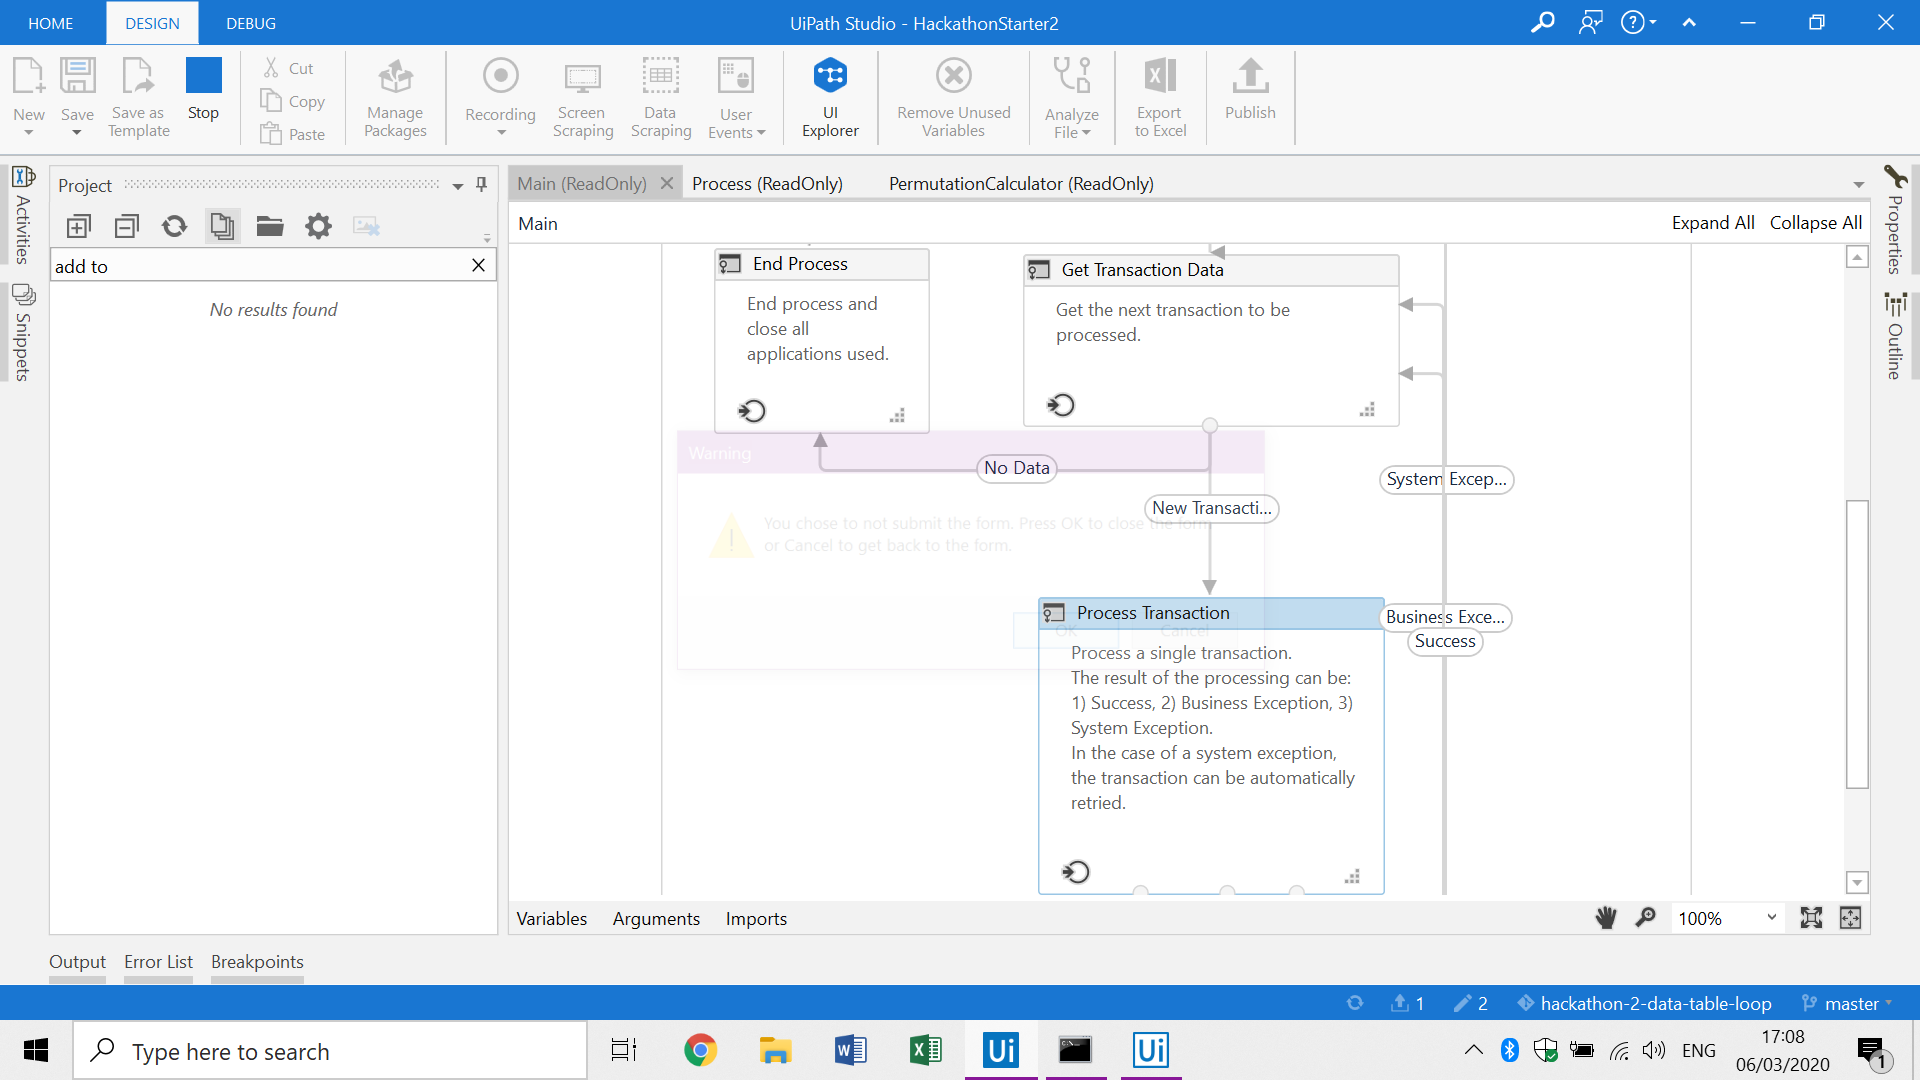 HOME
DESIGN
DEBUG
UiPath Studio - HackathonStarter2
New
Save
Save as
Template
Stop
Cut
Copy
Paste
Manage
Packages
Recording
Screen
Scraping
Data
Scraping
User
Events
UI
Explorer
Remove Unused
Variables
Analyze
File
Export
to Excel
Publish
Activities
Snippets
Project
add to
No results found
Main (ReadOnly)
Process (ReadOnly)
PermutationCalculator (ReadOnly)
Main
Expand All
Collapse All
End Process
End process and
close all
applications used.
Get Transaction Data
Get the next transaction to be
processed.
Warning
No Data
New Transacti...
System Excep...
You chose to not submit the form. Press OK to close the form
or Cancel to get back to the form.
OK
Cancel
Process Transaction
Business Exce...
Success
Process a single transaction.
The result of the processing can be:
1) Success, 2) Business Exception, 3)
System Exception.
In the case of a system exception,
the transaction can be automatically
retried.
Variables
Arguments
Imports
100%
Properties
Outline
Output
Error List
Breakpoints
1
2
hackathon-2-data-table-loop
master
Type here to search
Ui
Ui
ENG
17:08
06/03/2020
1